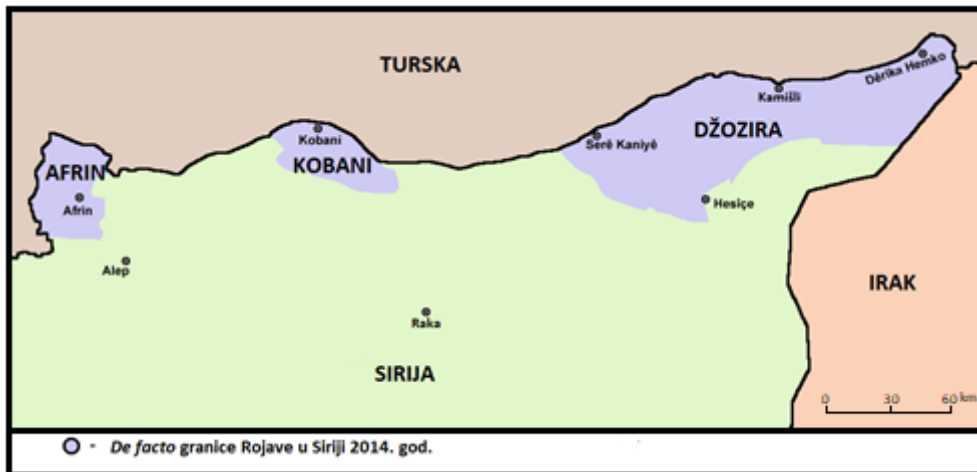 TURSKA
Dêrika Hemko
Kamišli
DŽOZIRA
Kobani
Serê Kaniyê
KOBANI
AFRIN
Afrin
Hesiçe
Alep
IRAK
Raka
SIRIJA
0 30 60 km
- De facto granice Rojave u Siriji 2014. god.